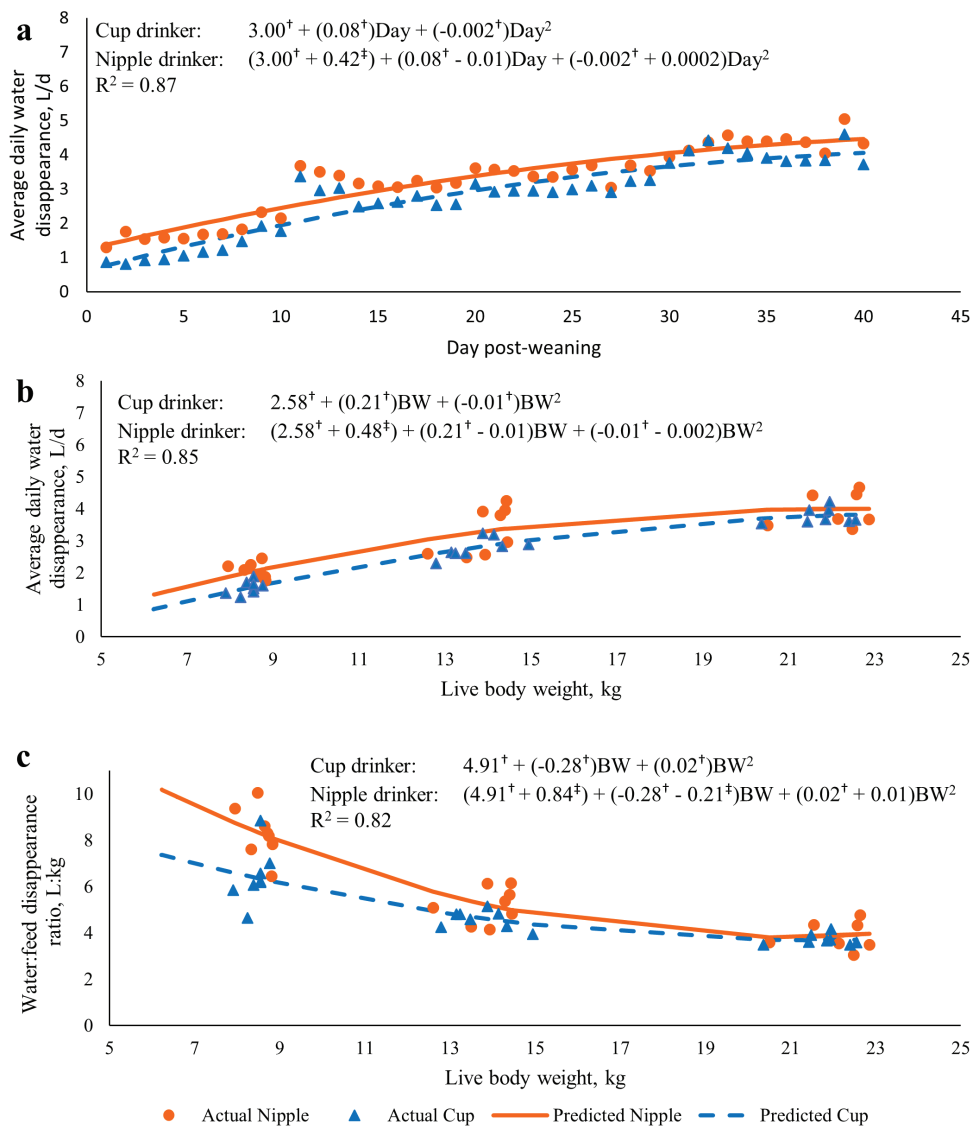 a
Cup drinker: 3.00† + (0.08†)Day + (-0.002†)Day²
Nipple drinker: (3.00† + 0.42‡) + (0.08† - 0.01)Day + (-0.002† + 0.0002)Day²
R² = 0.87
Average daily water
disappearance, L/d
8
7
6
5
4
3
2
1
0
0 5 10 15 20 25 30 35 40 45
Day post-weaning
b
Cup drinker: 2.58† + (0.21†)BW + (-0.01†)BW²
Nipple drinker: (2.58† + 0.48‡) + (0.21† - 0.01)BW + (-0.01† - 0.002)BW²
R² = 0.85
Average daily water
disappearance, L/d
8
7
6
5
4
3
2
1
0
5 7 9 11 13 15 17 19 21 23 25
Live body weight, kg
c
Cup drinker: 4.91† + (-0.28†)BW + (0.02†)BW²
Nipple drinker: (4.91† + 0.84‡) + (-0.28† - 0.21‡)BW + (0.02† + 0.01)BW²
R² = 0.82
Water:feed disappearance
ratio, L:kg
10
8
6
4
2
0
5 7 9 11 13 15 17 19 21 23 25
Live body weight, kg
Actual Nipple Actual Cup Predicted Nipple Predicted Cup